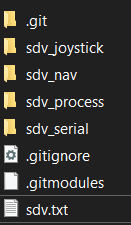 .git
sdv_joystick
sdv_nav
sdv_process
sdv_serial
.gitignore
.gitmodules
sdv.txt